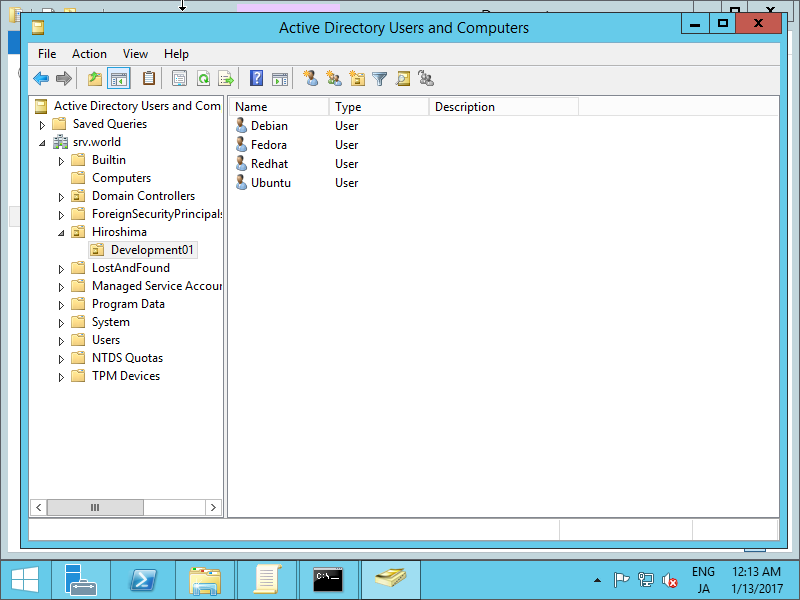 Active Directory Users and Computers
File Action View Help
Active Directory Users and Com
Saved Queries
srv.world
Builtin
Computers
Domain Controllers
ForeignSecurityPrincipals
Hiroshima
Development01
LostAndFound
Managed Service Accour
Program Data
System
Users
NTDS Quotas
TPM Devices
Name Type Description
Debian User
Fedora User
Redhat User
Ubuntu User
C:\_
ENG 12:13 AM
JA 1/13/2017